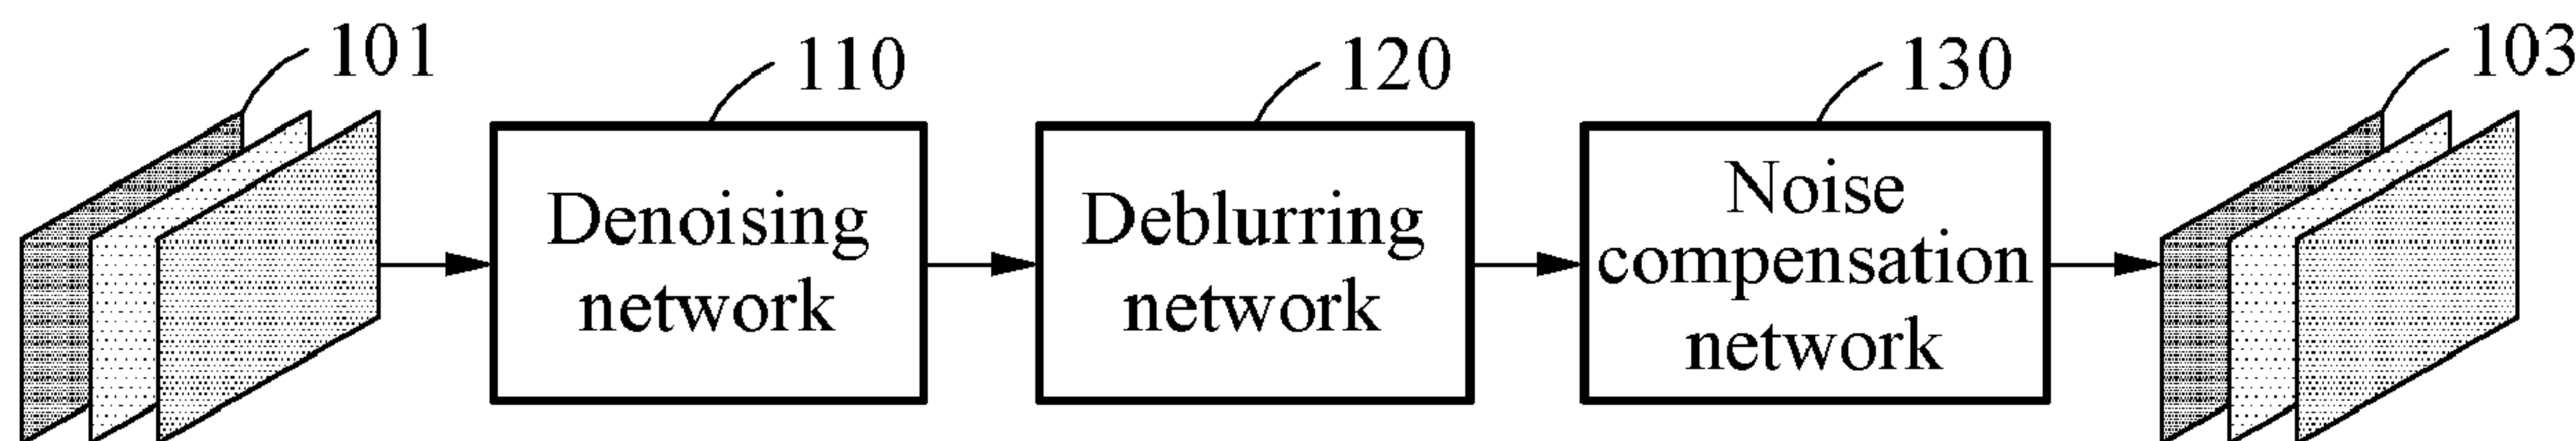 101
110
120
130
103
Denoising
network
Deblurring
network
Noise
compensation
network